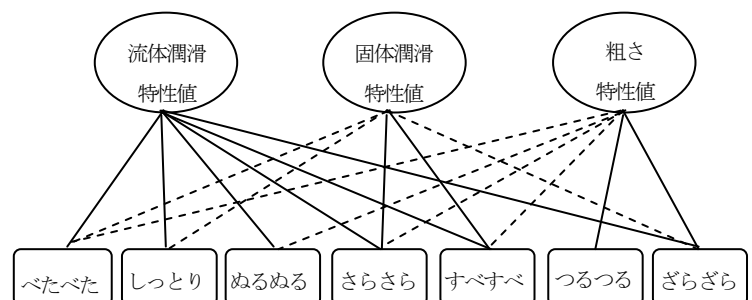 流体潤滑
特性値
固体潤滑
特性値
粗さ
特性値
べたべた
しっとり
ぬるぬる
さらさら
すべすべ
つるつる
ざらざら